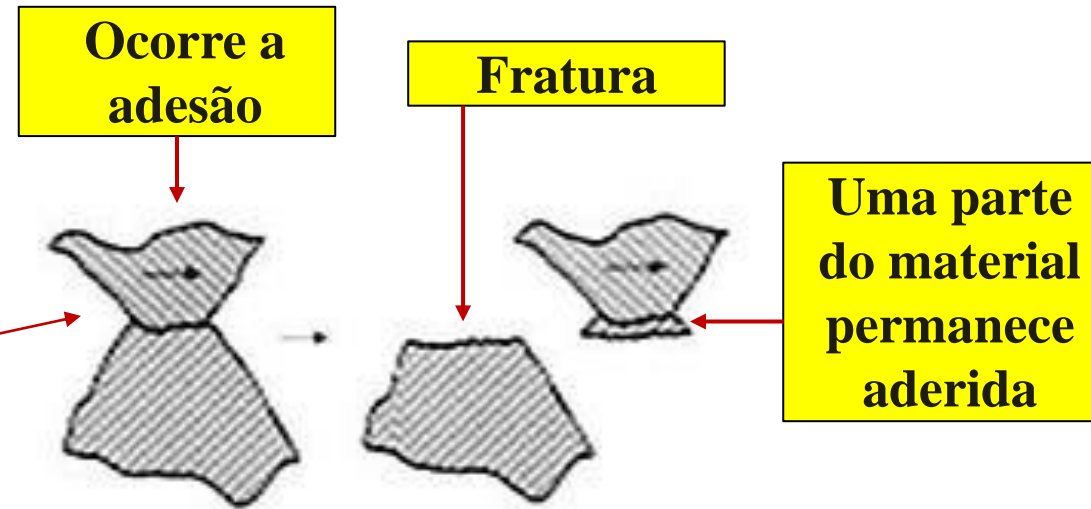 Ocorre a
adesão
Fratura
Uma parte
do material
permanece
aderida